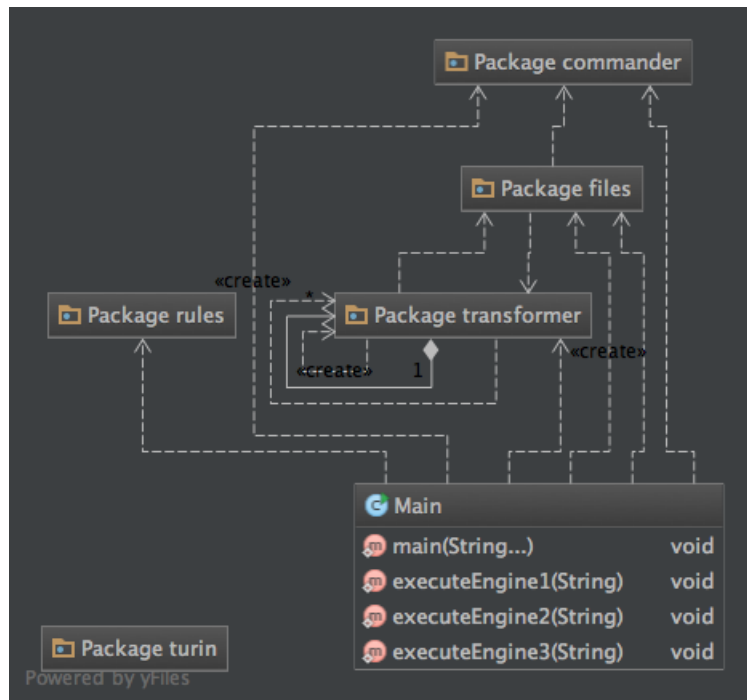 Package commander
Package files
«create»
*
Package rules
Package transformer
«create»
«create»
1
Main
main(String...) void
executeEngine1(String) void
executeEngine2(String) void
executeEngine3(String) void
Package turin
Powered by yFiles